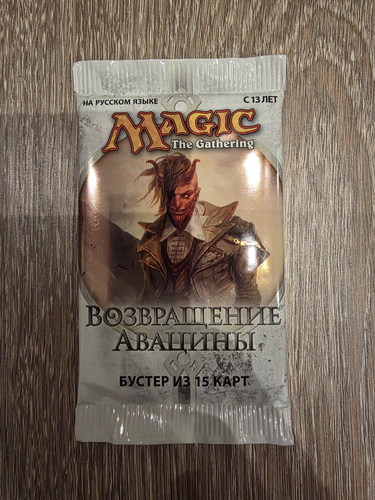 НА РУССКОМ ЯЗЫКЕ
С 13 ЛЕТ
MAGIC
The Gathering
ВОЗВРАЩЕНИЕ
АВАЦИНЫ
БУСТЕР ИЗ 15 КАРТ